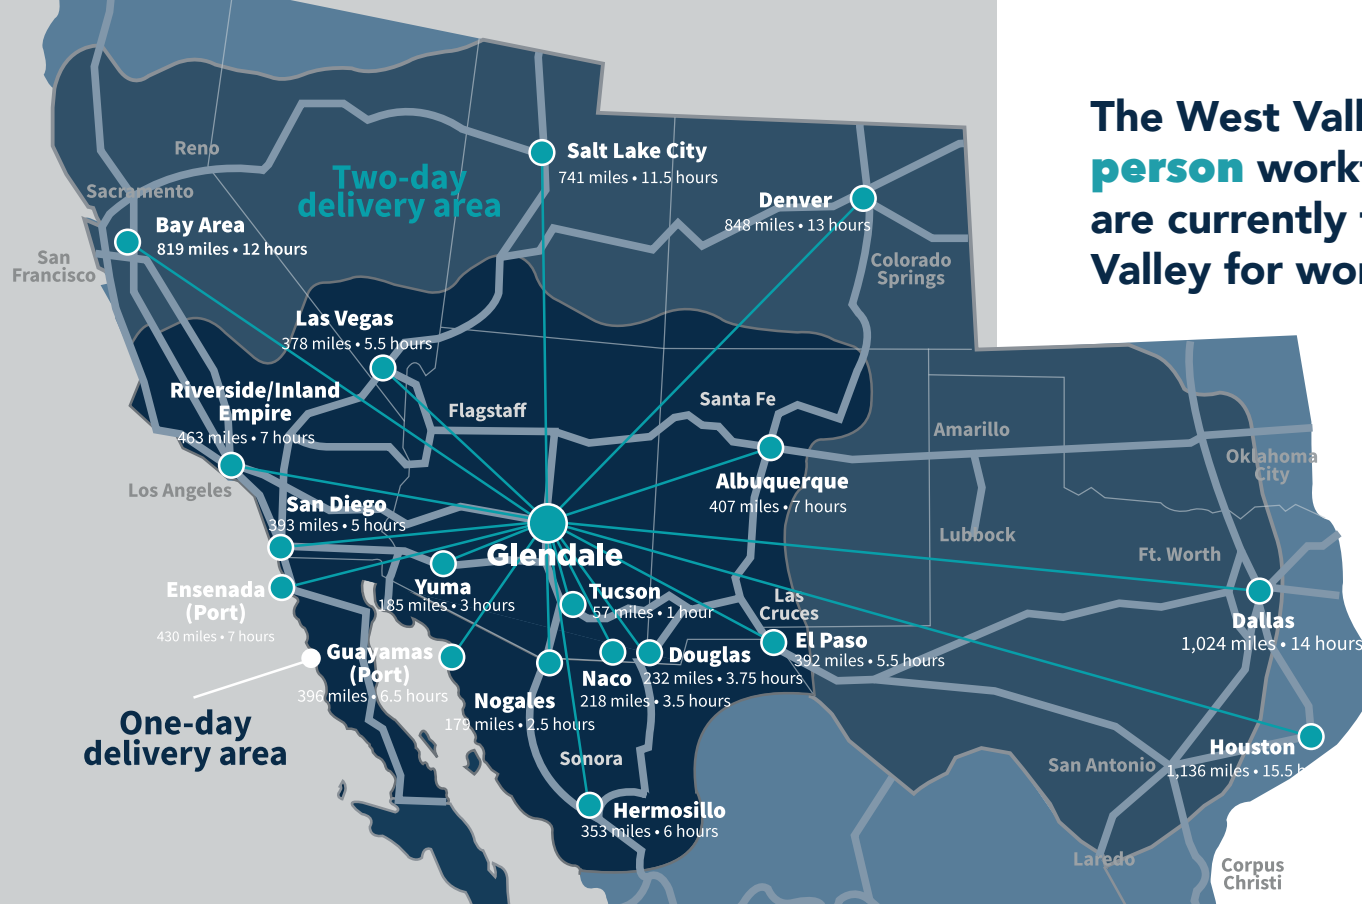 The West Vall
person
are currently
Valley for wor
Reno
Sacramento
Two-day
delivery area
Salt Lake City
741 miles • 11.5 hours
Bay Area
819 miles • 12 hours
Denver
848 miles • 13 hours
San
Francisco
Colorado
Springs
Las Vegas
378 miles • 5.5 hours
Riverside/Inland
Empire
463 miles • 7 hours
Flagstaff
Santa Fe
Amarillo
Oklahoma
City
Los Angeles
San Diego
393 miles • 5 hours
Albuquerque
407 miles • 7 hours
Lubbock
Ft. Worth
Glendale
Ensenada
(Port)
430 miles • 7 hours
Yuma
185 miles • 3 hours
Tucson
57 miles • 1 hour
Las
Cruces
Dallas
1,024 miles • 14 hours
El Paso
392 miles • 5.5 hours
Guayamas
(Port)
396 miles • 6.5 hours
Douglas
232 miles • 3.75 hours
Naco
218 miles • 3.5 hours
Nogales
179 miles • 2.5 hours
One-day
delivery area
Sonora
San Antonio
Houston
1,136 miles • 15.5 h
Hermosillo
353 miles • 6 hours
Laredo
Corpus
Christi